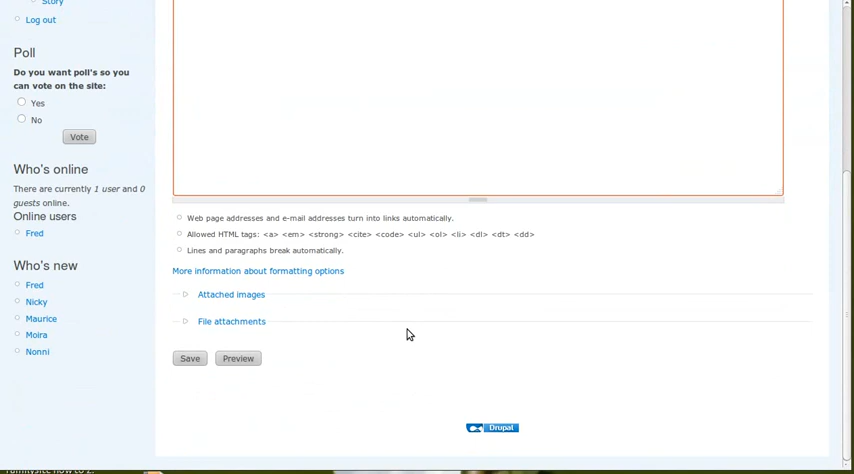 Story
Log out
Poll
Do you want poll's so you
can vote on the site:
Yes
No
Vote
Who's online
There are currently 1 user and 0
guests online.
Online users
Fred
Who's new
Fred
Nicky
Maurice
Moira
Nonni
Web page addresses and e-mail addresses turn into links automatically.
Allowed HTML tags: <a> <em> <strong> <cite> <code> <ul> <ol> <li> <dl> <dt> <dd>
Lines and paragraphs break automatically.
More information about formatting options
Attached images
File attachments
Save Preview
Drupal